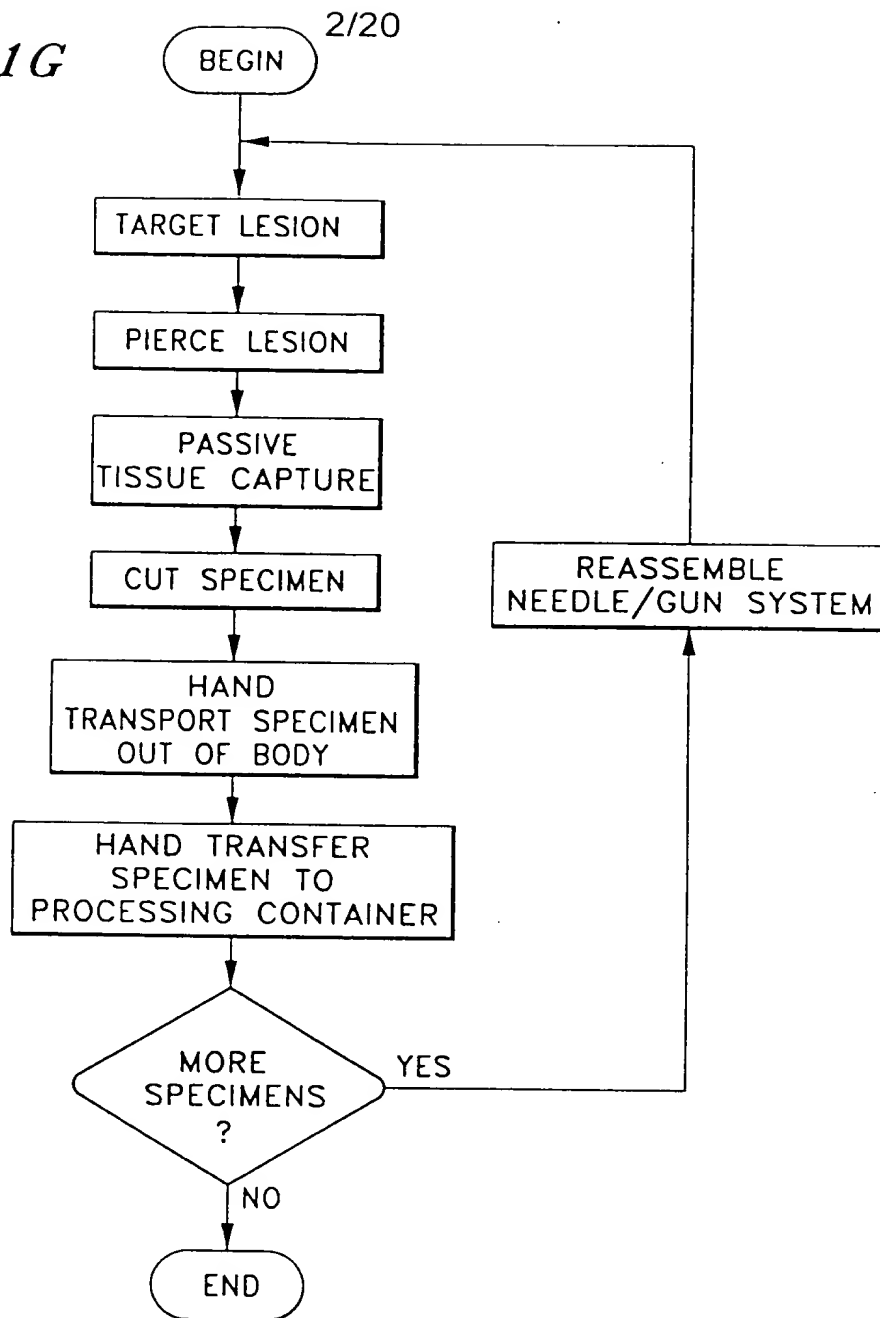 2/20
1G
BEGIN
TARGET LESION
PIERCE LESION
PASSIVE
TISSUE CAPTURE
CUT SPECIMEN
HAND
TRANSPORT SPECIMEN
OUT OF BODY
HAND TRANSFER
SPECIMEN TO
PROCESSING CONTAINER
MORE
SPECIMENS
?
YES
REASSEMBLE
NEEDLE/GUN SYSTEM
NO
END